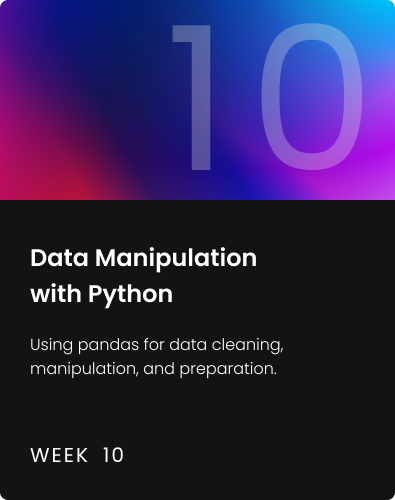 10
Data Manipulation
with Python
Using pandas for data cleaning,
manipulation, and preparation.
WEEK 10